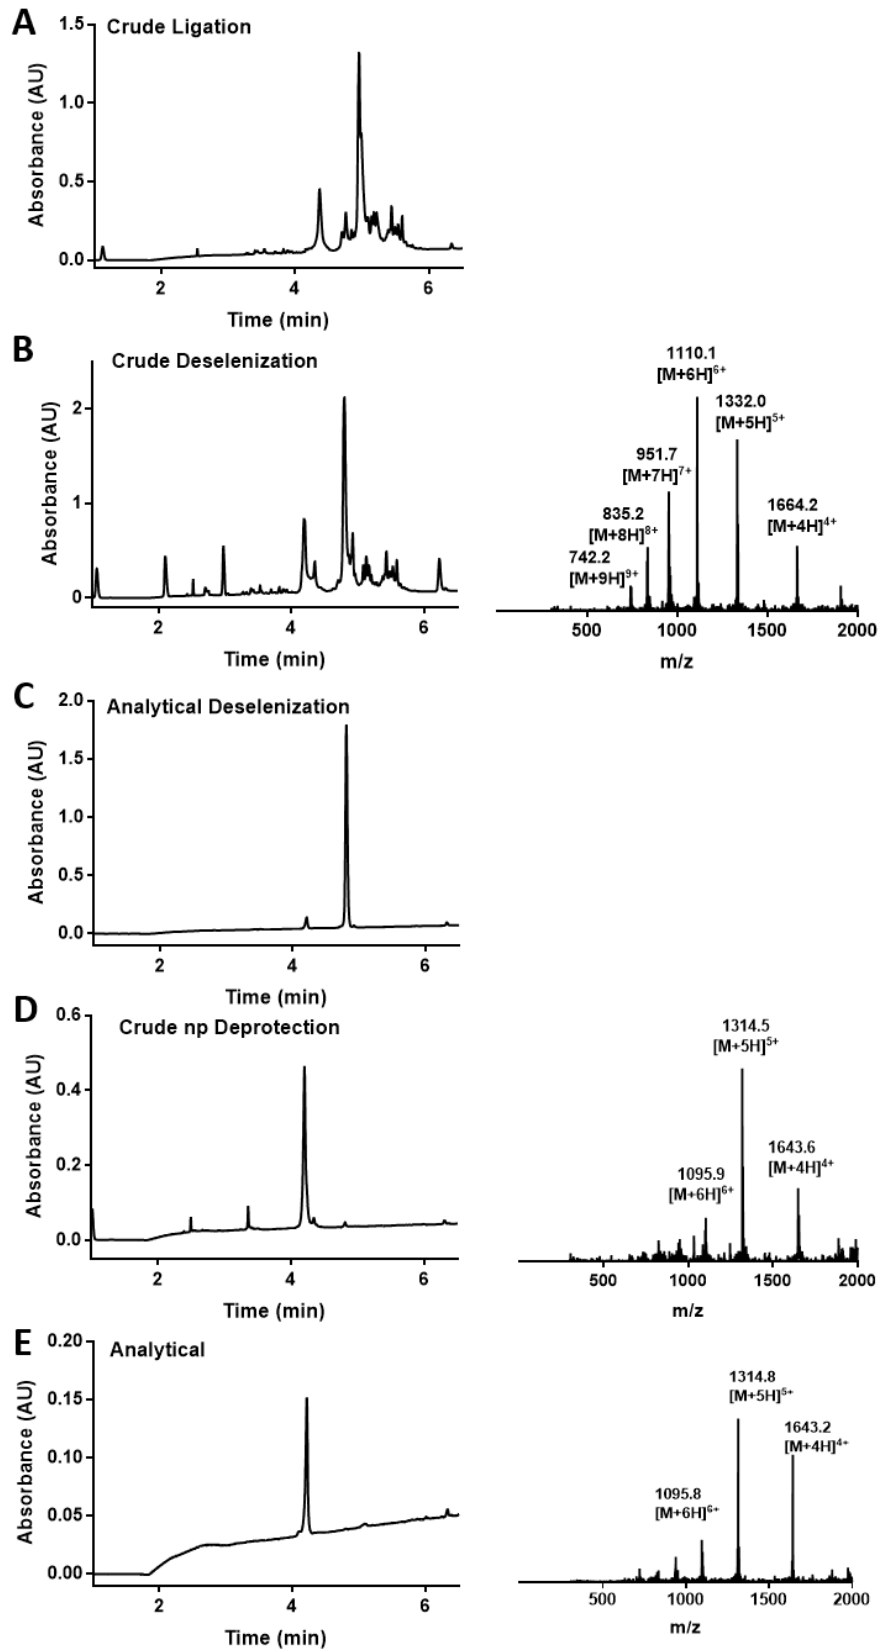 A
Crude Ligation
1.5
1.0
0.5
0.0
Absorbance (AU)
2 4 6
Time (min)
B
Crude Deselenization
2
1
0
Absorbance (AU)
2 4 6
Time (min)
1110.1
[M+6H]⁶⁺
1332.0
[M+5H]⁵⁺
951.7
[M+7H]⁷⁺
1664.2
[M+4H]⁴⁺
835.2
[M+8H]⁸⁺
742.2
[M+9H]⁹⁺
500 1000 1500 2000
m/z
C
Analytical Deselenization
2.0
1.5
1.0
0.5
0.0
Absorbance (AU)
2 4 6
Time (min)
D
Crude np Deprotection
0.6
0.4
0.2
0.0
Absorbance (AU)
2 4 6
Time (min)
1314.5
[M+5H]⁵⁺
1643.6
[M+4H]⁴⁺
1095.9
[M+6H]⁶⁺
500 1000 1500 2000
m/z
E
Analytical
0.20
0.15
0.10
0.05
0.00
Absorbance (AU)
2 4 6
Time (min)
1314.8
[M+5H]⁵⁺
1643.2
[M+4H]⁴⁺
1095.8
[M+6H]⁶⁺
500 1000 1500 2000
m/z